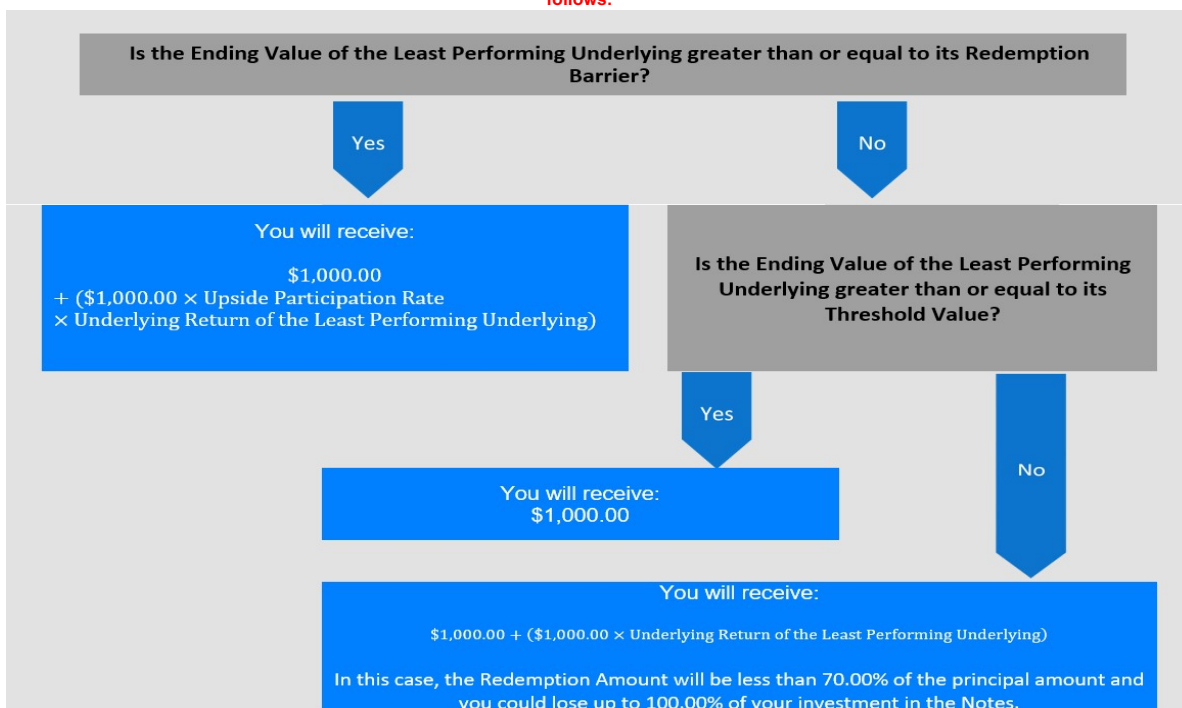 follows:
Is the Ending Value of the Least Performing Underlying greater than or equal to its Redemption
Barrier?
Yes
No
You will receive:
$1,000.00
+ ($1,000.00 × Upside Participation Rate
× Underlying Return of the Least Performing Underlying)
Is the Ending Value of the Least Performing
Underlying greater than or equal to its
Threshold Value?
Yes
No
You will receive:
$1,000.00
You will receive:
$1,000.00 + ($1,000.00 × Underlying Return of the Least Performing Underlying)
In this case, the Redemption Amount will be less than 70.00% of the principal amount and
you could lose up to 100.00% of your investment in the Notes.